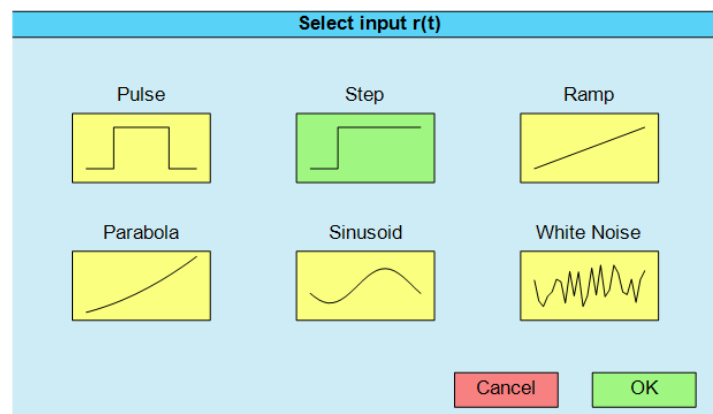 Select input r(t)
Pulse Step Ramp
Parabola Sinusoid White Noise
Cancel OK